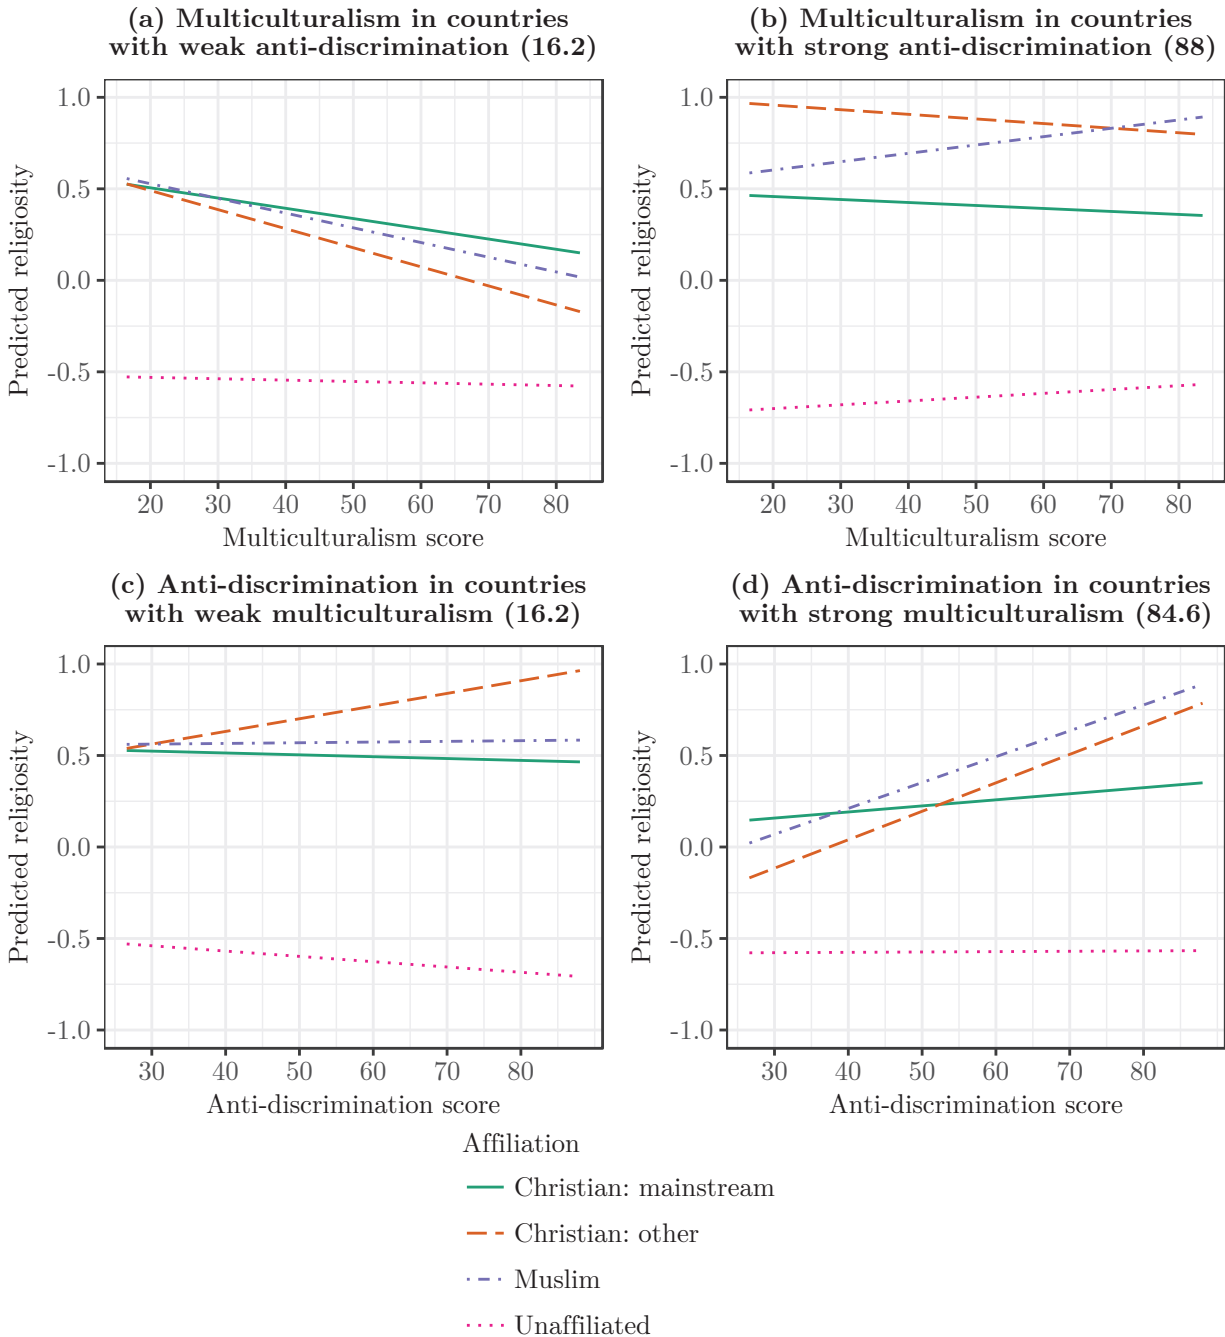 (a) Multiculturalism in countries
with weak anti-discrimination (16.2)
1.0
0.5
0.0
-0.5
-1.0
Predicted religiosity
20 30 40 50 60 70 80
Multiculturalism score
(b) Multiculturalism in countries
with strong anti-discrimination (88)
1.0
0.5
0.0
-0.5
-1.0
Predicted religiosity
20 30 40 50 60 70 80
Multiculturalism score
(c) Anti-discrimination in countries
with weak multiculturalism (16.2)
1.0
0.5
0.0
-0.5
-1.0
Predicted religiosity
30 40 50 60 70 80
Anti-discrimination score
(d) Anti-discrimination in countries
with strong multiculturalism (84.6)
1.0
0.5
0.0
-0.5
-1.0
Predicted religiosity
30 40 50 60 70 80
Anti-discrimination score
Affiliation
Christian: mainstream
Christian: other
Muslim
Unaffiliated